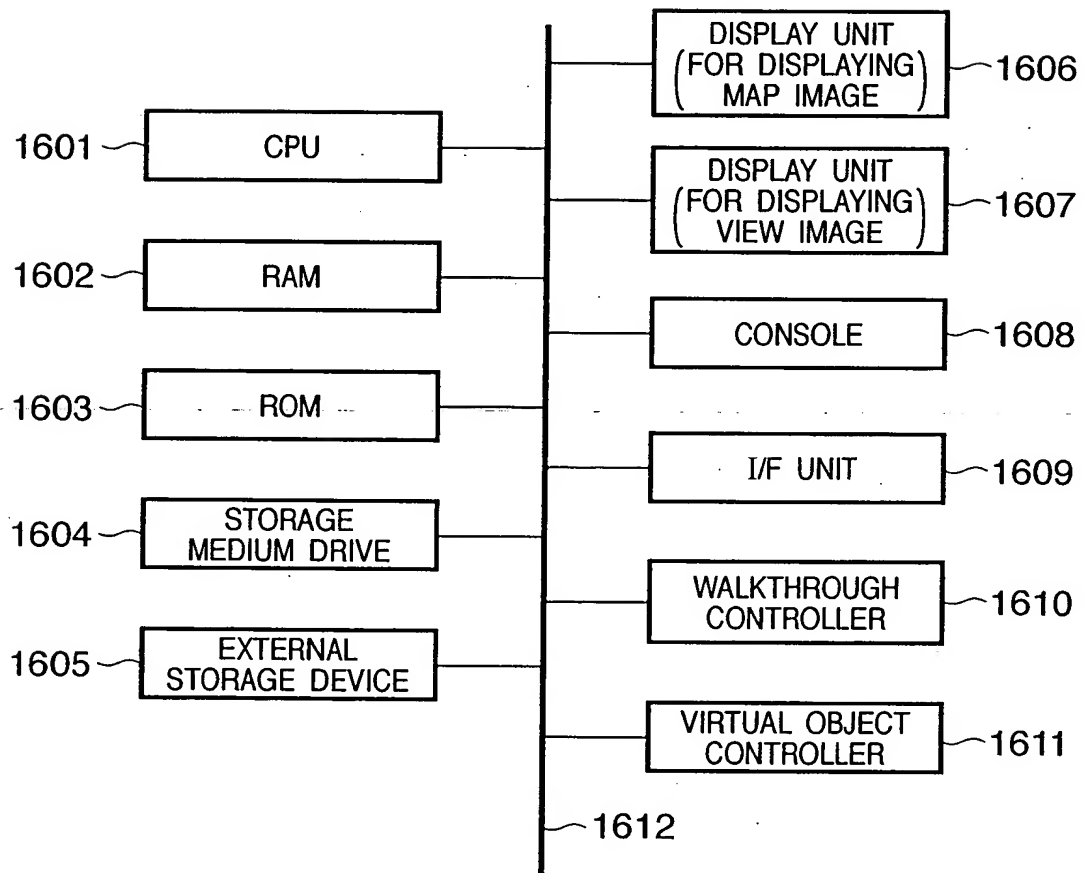 1601
CPU
1602
RAM
1603
ROM
1604
STORAGE
MEDIUM DRIVE
1605
EXTERNAL
STORAGE DEVICE
DISPLAY UNIT
(FOR DISPLAYING)
MAP IMAGE
1606
DISPLAY UNIT
(FOR DISPLAYING)
VIEW IMAGE
1607
CONSOLE
1608
I/F UNIT
1609
WALKTHROUGH
CONTROLLER
1610
VIRTUAL OBJECT
CONTROLLER
1611
1612